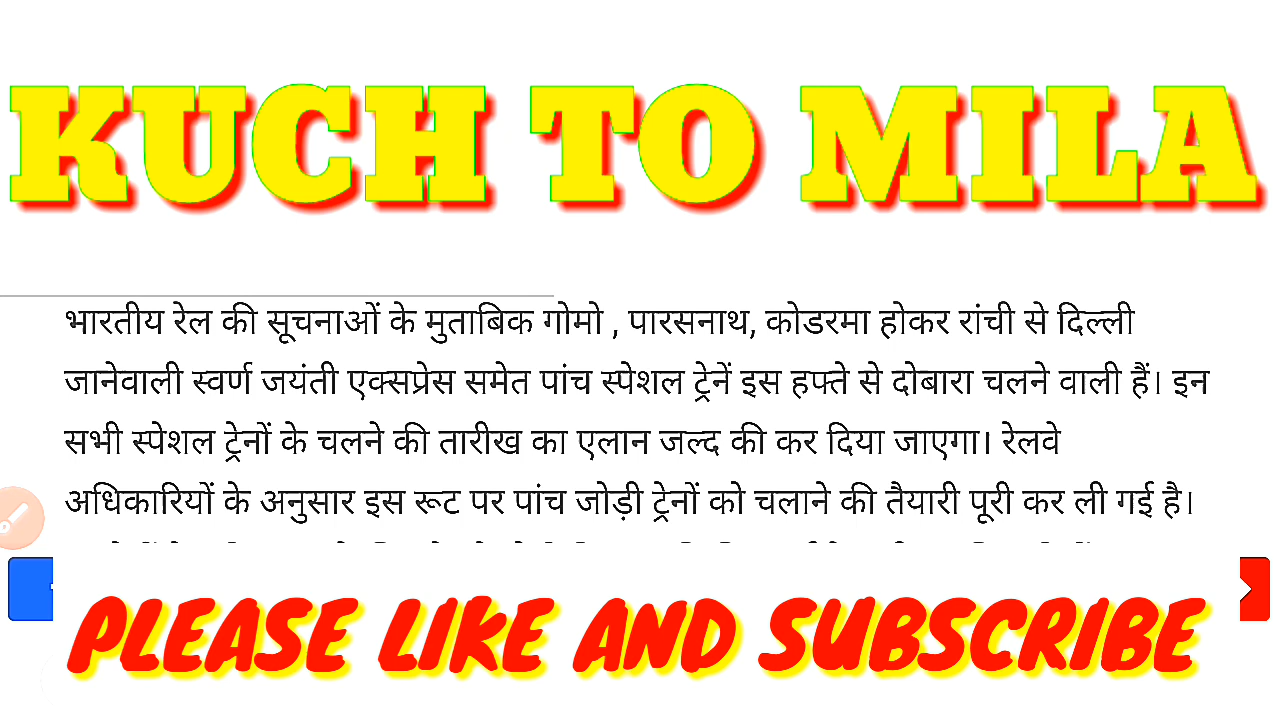 KUCH TO MILA
भारतीय रेल की सूचनाओं के मुताबिक गोमो , पारसनाथ, कोडरमा होकर रांची से दिल्ली
जानेवाली स्वर्ण जयंती एक्सप्रेस समेत पांच स्पेशल ट्रेनें इस हफ्ते से दोबारा चलने वाली हैं। इन
सभी स्पेशल ट्रेनों के चलने की तारीख का एलान जल्द की कर दिया जाएगा। रेलवे
अधिकारियों के अनुसार इस रूट पर पांच जोड़ी ट्रेनों को चलाने की तैयारी पूरी कर ली गई है।
PLEASE LIKE AND SUBSCRIBE